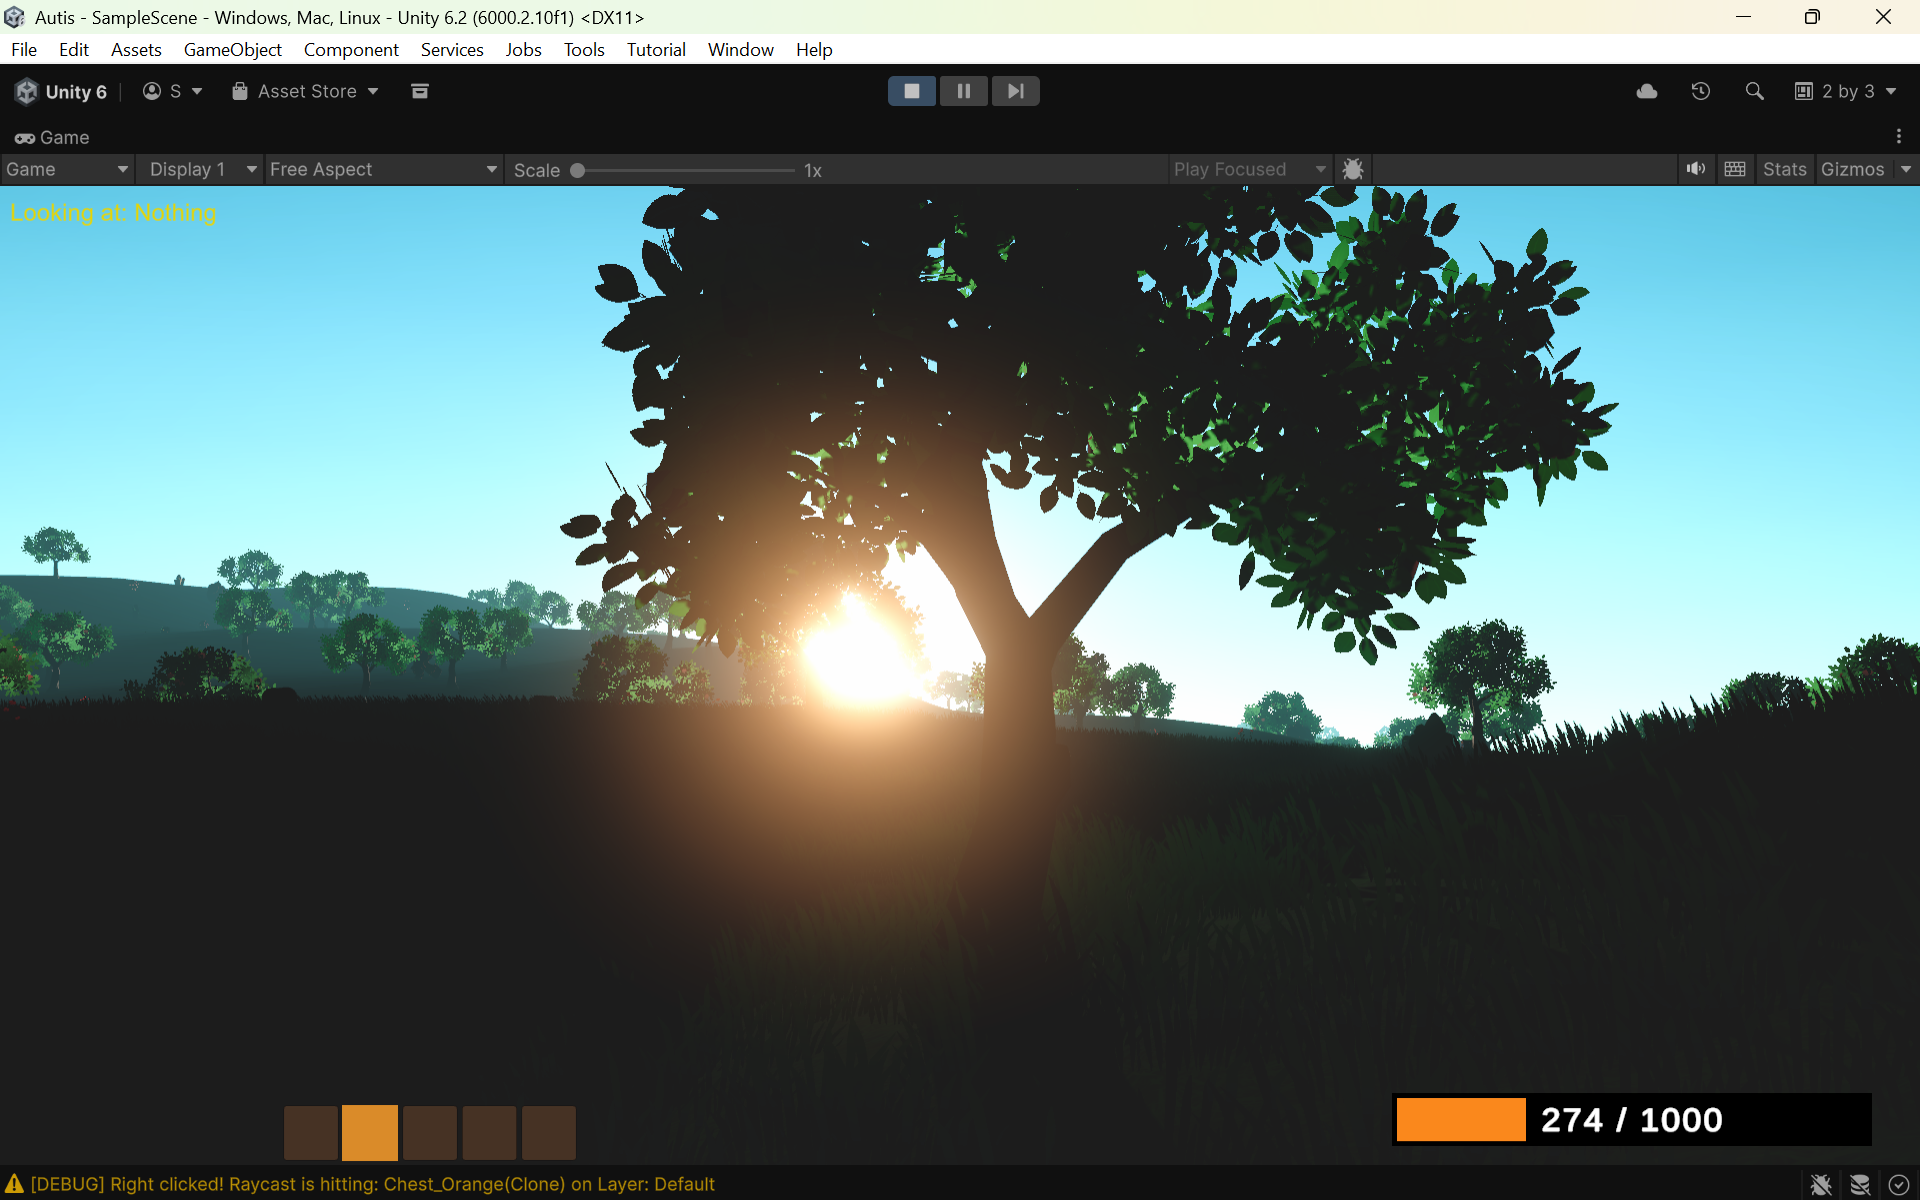 Autis - SampleScene - Windows, Mac, Linux - Unity 6.2 (6000.2.10f1) <DX11>
File Edit Assets GameObject Component Services Jobs Tools Tutorial Window Help
Unity 6 S Asset Store 2 by 3
Game
Game Display 1 Free Aspect Scale 1x Play Focused Stats Gizmos
Looking at: Nothing
274 / 1000
[DEBUG] Right clicked! Raycast is hitting: Chest_Orange(Clone) on Layer: Default